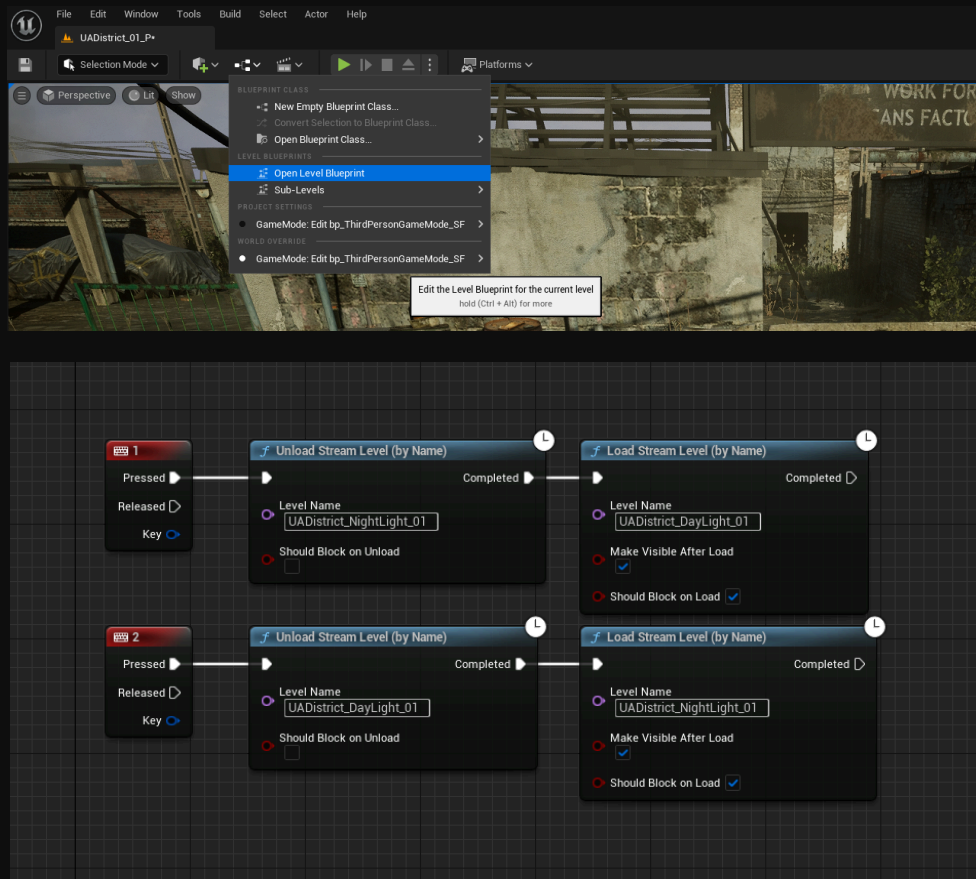 File Edit Window Tools Build Select Actor Help
UADistrict_01_P*
Selection Mode
Platforms
Perspective Lit Show
BLUEPRINT CLASS
New Empty Blueprint Class...
Convert Selection to Blueprint Class...
Open Blueprint Class...
LEVEL BLUEPRINTS
Open Level Blueprint
Sub-Levels
PROJECT SETTINGS
GameMode: Edit bp_ThirdPersonGameMode_SF
WORLD OVERRIDE
GameMode: Edit bp_ThirdPersonGameMode_SF
WORK FOR
ANS FACTO
Edit the Level Blueprint for the current level
hold (Ctrl + Alt) for more
1
Pressed
Released
Key
f Unload Stream Level (by Name)
Completed
Level Name
UADistrict_NightLight_01
Should Block on Unload
f Load Stream Level (by Name)
Completed
Level Name
UADistrict_DayLight_01
Make Visible After Load
Should Block on Load
2
Pressed
Released
Key
f Unload Stream Level (by Name)
Completed
Level Name
UADistrict_DayLight_01
Should Block on Unload
f Load Stream Level (by Name)
Completed
Level Name
UADistrict_NightLight_01
Make Visible After Load
Should Block on Load